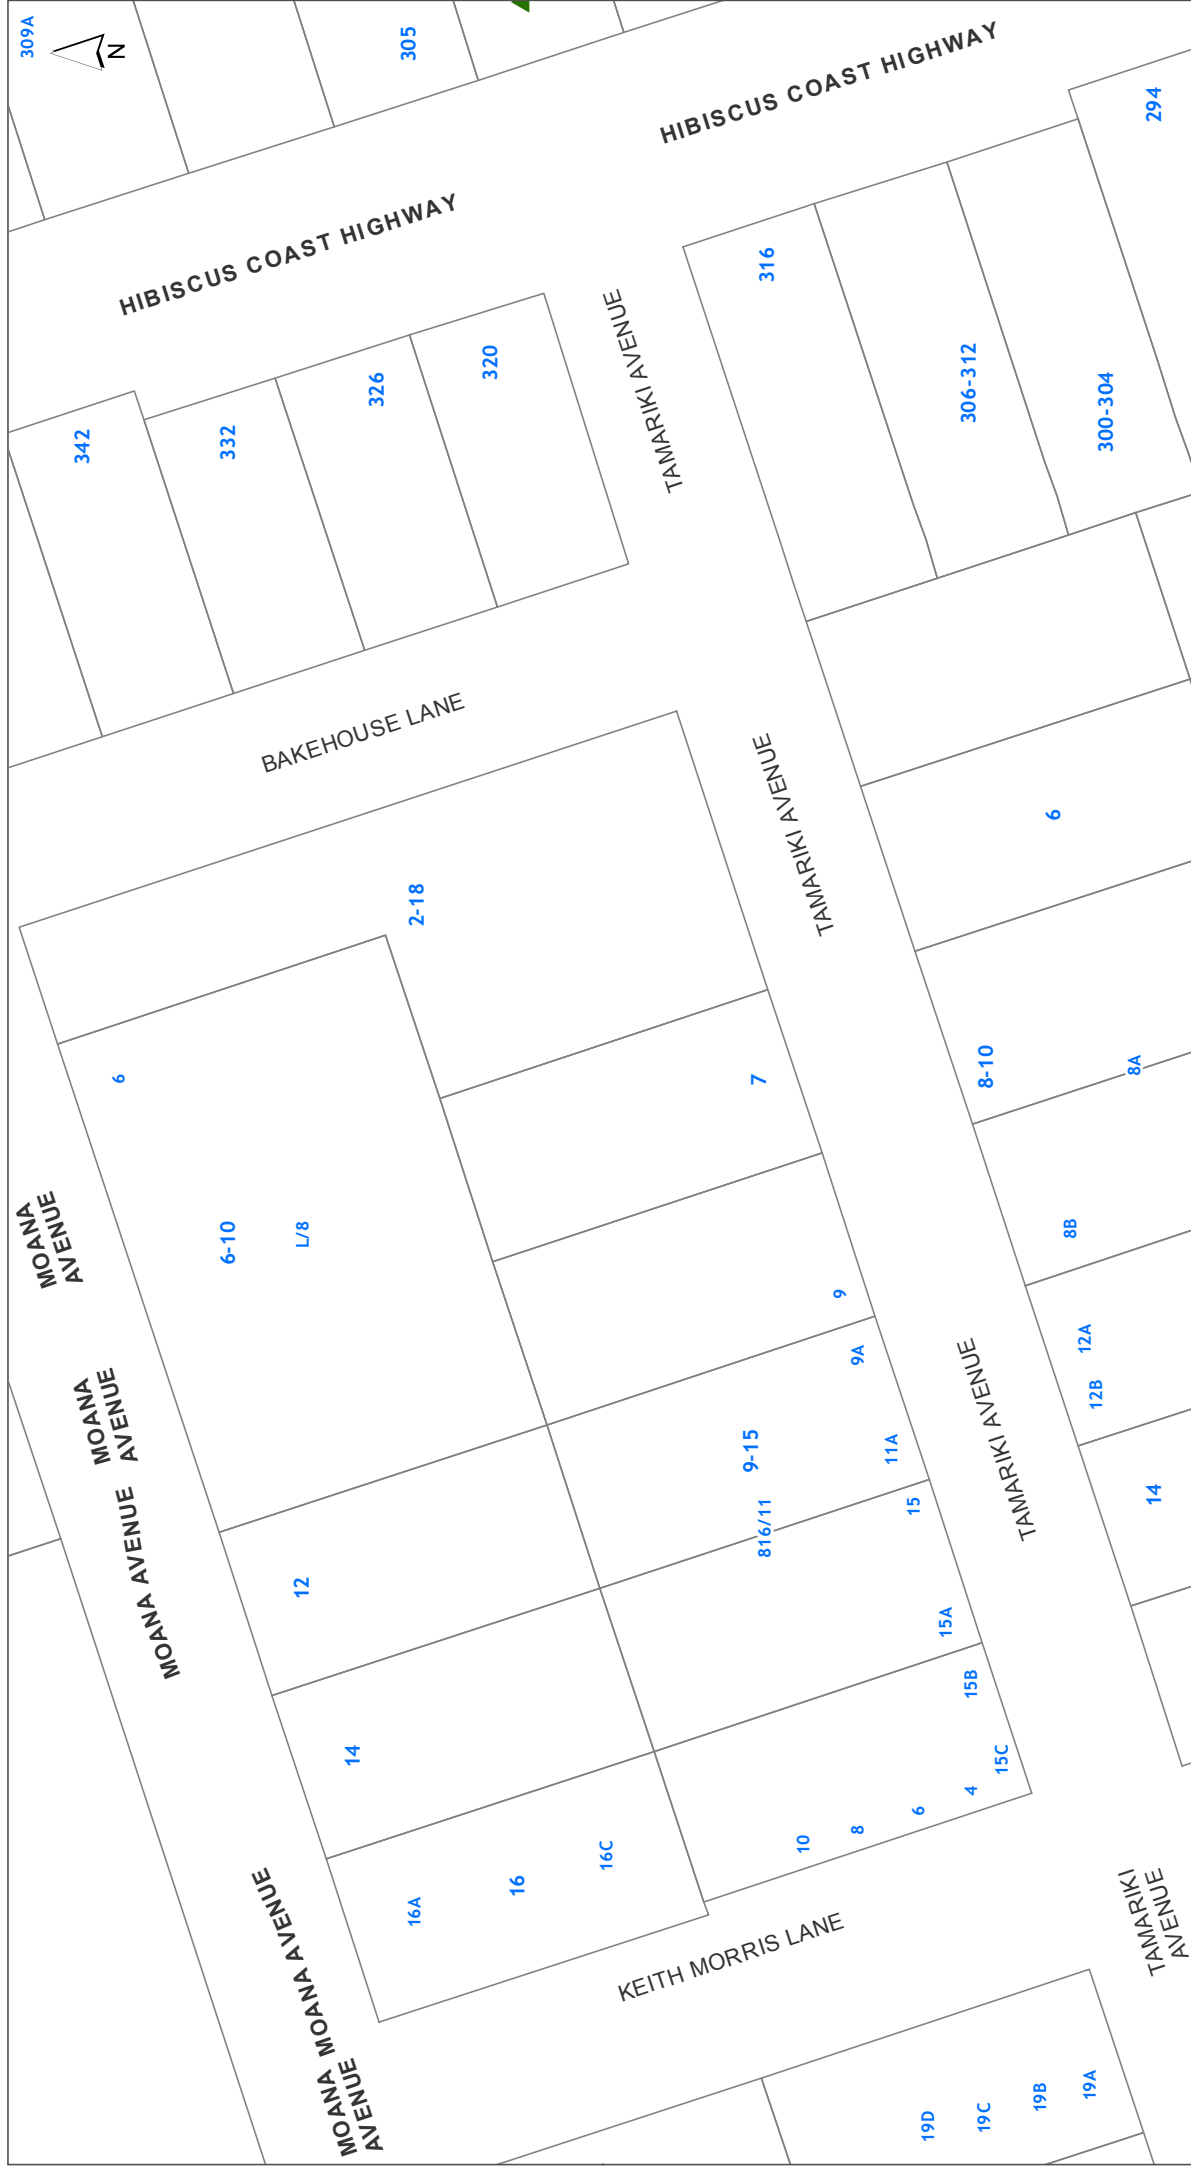 309A
N
305
HIBISCUS COAST HIGHWAY
294
HIBISCUS COAST HIGHWAY
316
TAMARIKI AVENUE
320
326
332
342
306-312
300-304
BAKEHOUSE LANE
TAMARIKI AVENUE
6
2-18
6
7
8-10
8A
MOANA
AVENUE
6-10
L/8
8B
9
9A
12A
12B
MOANA
AVENUE
TAMARIKI AVENUE
9-15
11A
14
816/11
15
MOANA AVENUE
12
15A
15B
14
15C
4
6
8
10
16C
16
16A
MOANA AVENUE
KEITH MORRIS LANE
TAMARIKI
AVENUE
MOANA
AVENUE
19D
19C
19B
19A